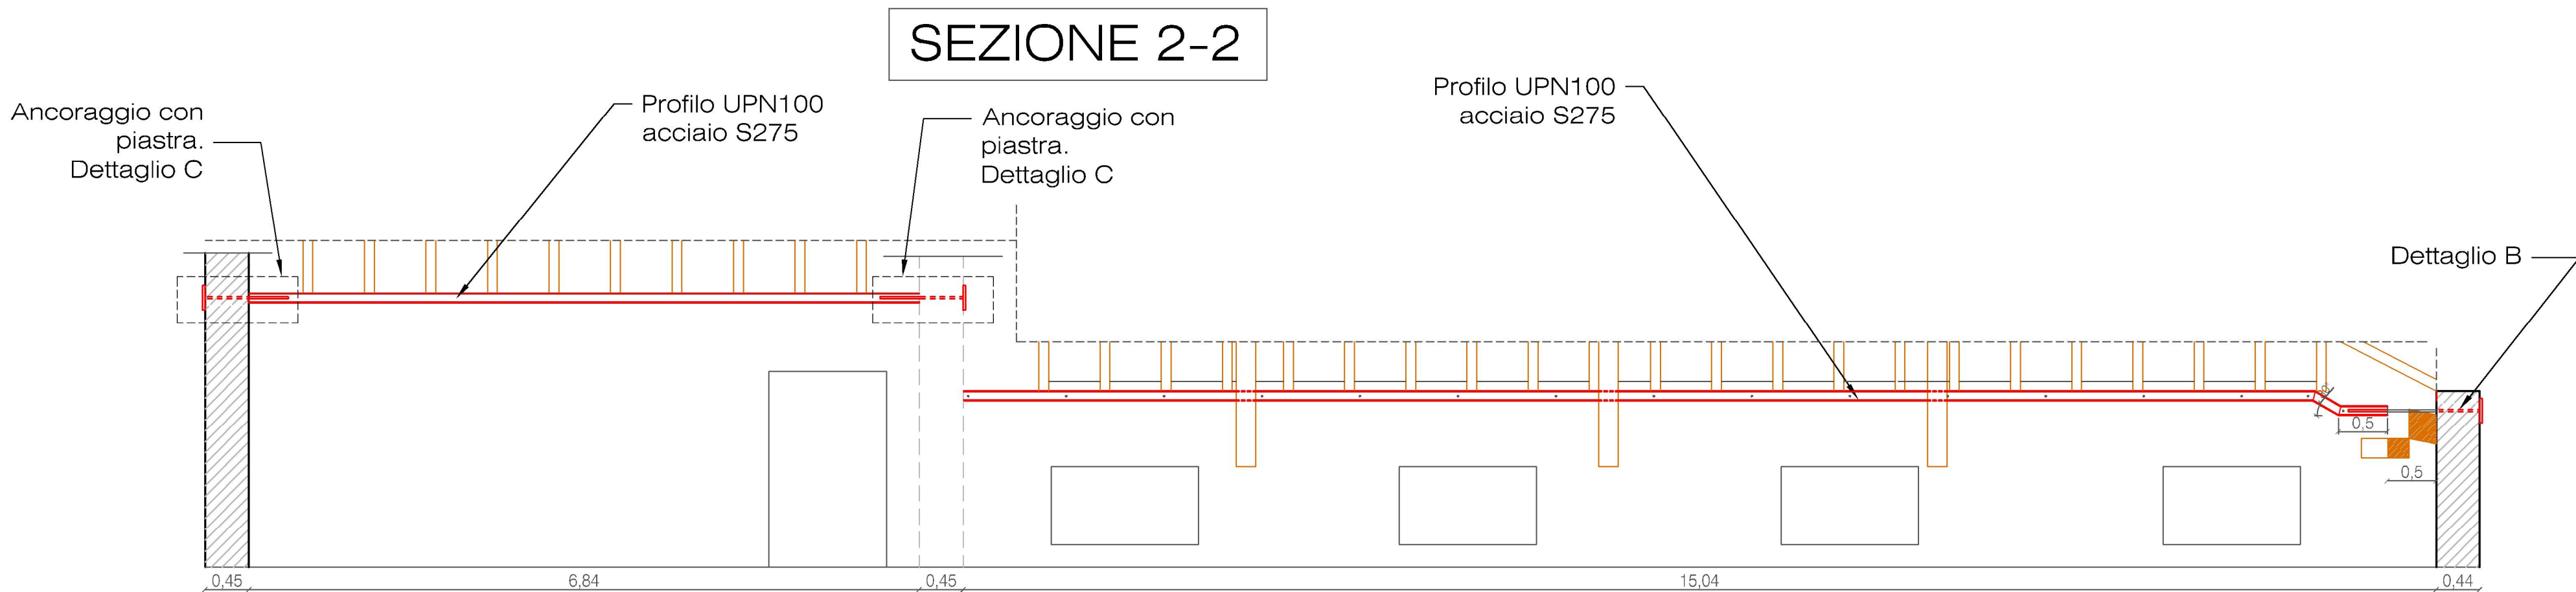 SEZIONE 2-2
Ancoraggio con
piastra.
Dettaglio C
Profilo UPN100
acciaio S275
Ancoraggio con
piastra.
Dettaglio C
Profilo UPN100
acciaio S275
Dettaglio B
0,5
0,5
0,45
6,84
0,45
15,04
0,44